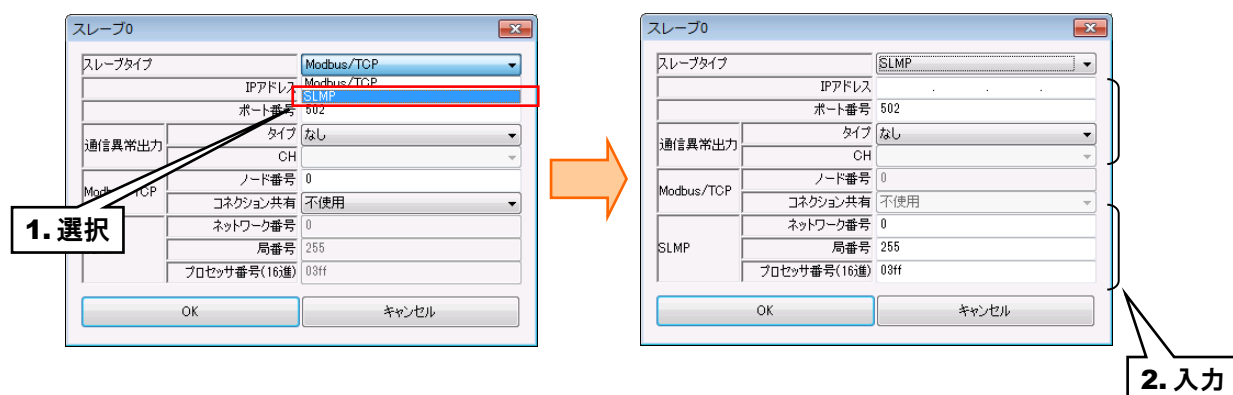 スレーブ0
スレーブタイプ Modbus/TCP
Modbus/TCP
IPアドレス SLMP
ポート番号 502
通信異常出力 タイプ なし
CH
Modbus/TCP ノード番号 0
コネクション共有 不使用
ネットワーク番号 0
局番号 255
プロセッサ番号(16進) 03ff
OK キャンセル
1. 選択
スレーブ0
スレーブタイプ SLMP
IPアドレス . . .
ポート番号 502
通信異常出力 タイプ なし
CH
Modbus/TCP ノード番号 0
コネクション共有 不使用
ネットワーク番号 0
SLMP 局番号 255
プロセッサ番号(16進) 03ff
OK キャンセル
2. 入力